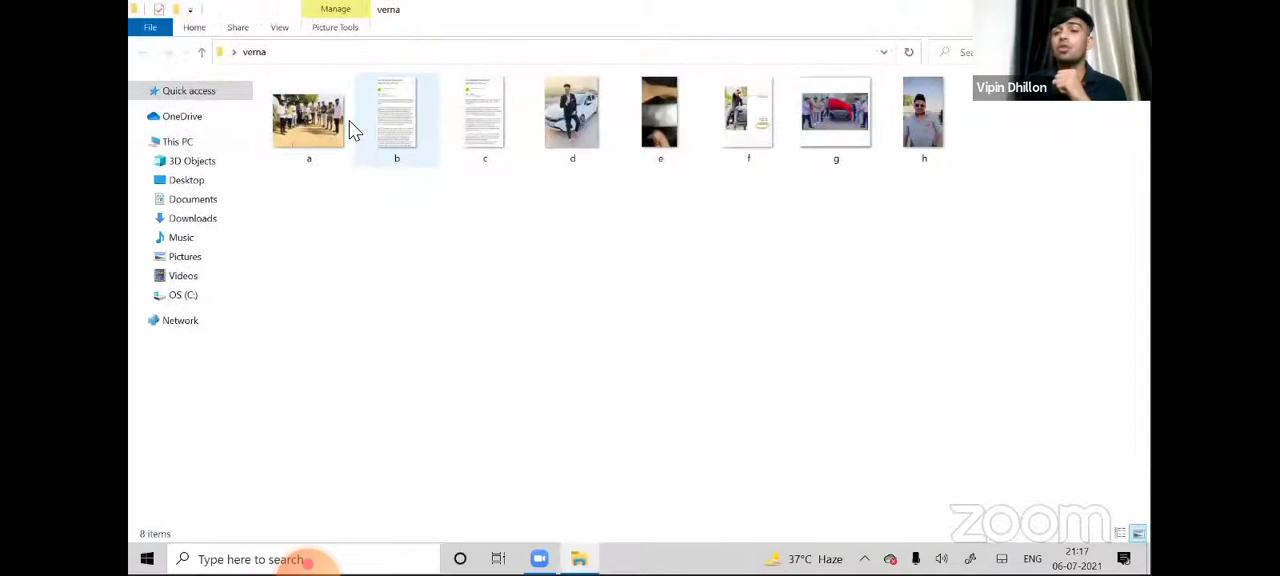 Manage
verna
File
Home
Share
View
Picture Tools
verna
Sea
Quick access
OneDrive
This PC
3D Objects
Desktop
Documents
Downloads
Music
Pictures
Videos
OS (C:)
Network
a
b
c
d
e
f
g
h
Vipin Dhillon
8 items
zoom
Type here to search
37°C Haze
ENG
21:17
06-07-2021